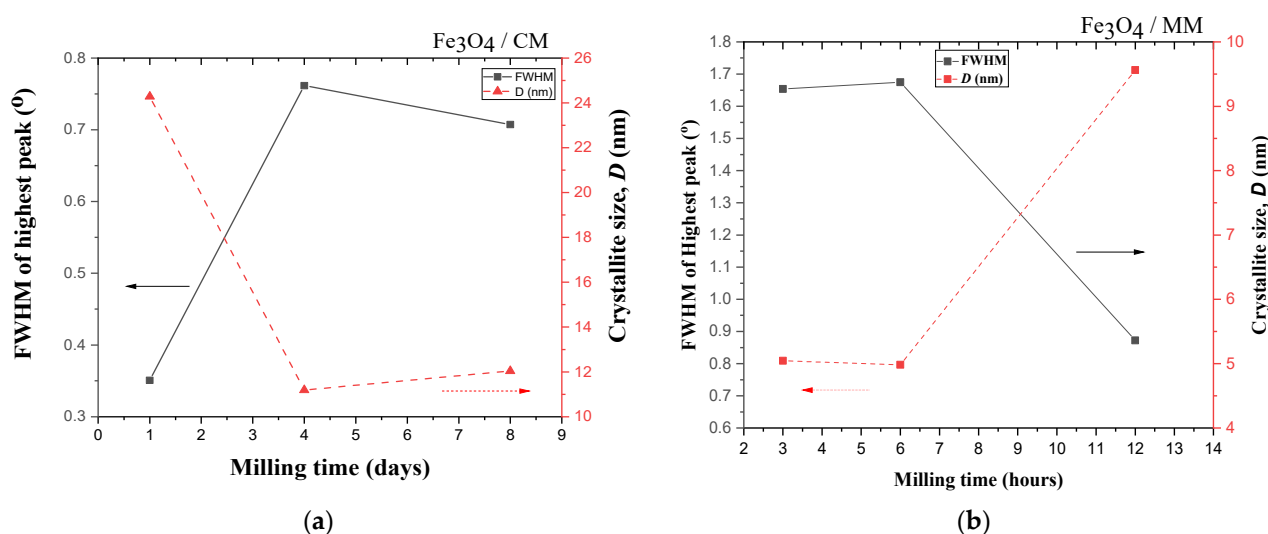 Fe3O4 / CM
0.8
0.7
0.6
0.5
0.4
0.3
FWHM of highest peak (⁰)
FWHM
D (nm)
26
24
22
20
18
16
14
12
10
Crystallite size, D (nm)
0 1 2 3 4 5 6 7 8 9
Milling time (days)
(a)
Fe3O4 / MM
1.8
1.7
1.6
1.5
1.4
1.3
1.2
1.1
1.0
0.9
0.8
0.7
0.6
FWHM of Highest peak (⁰)
FWHM
D (nm)
10
9
8
7
6
5
4
Crystallite size, D (nm)
2 3 4 5 6 7 8 9 10 11 12 13 14
Milling time (hours)
(b)